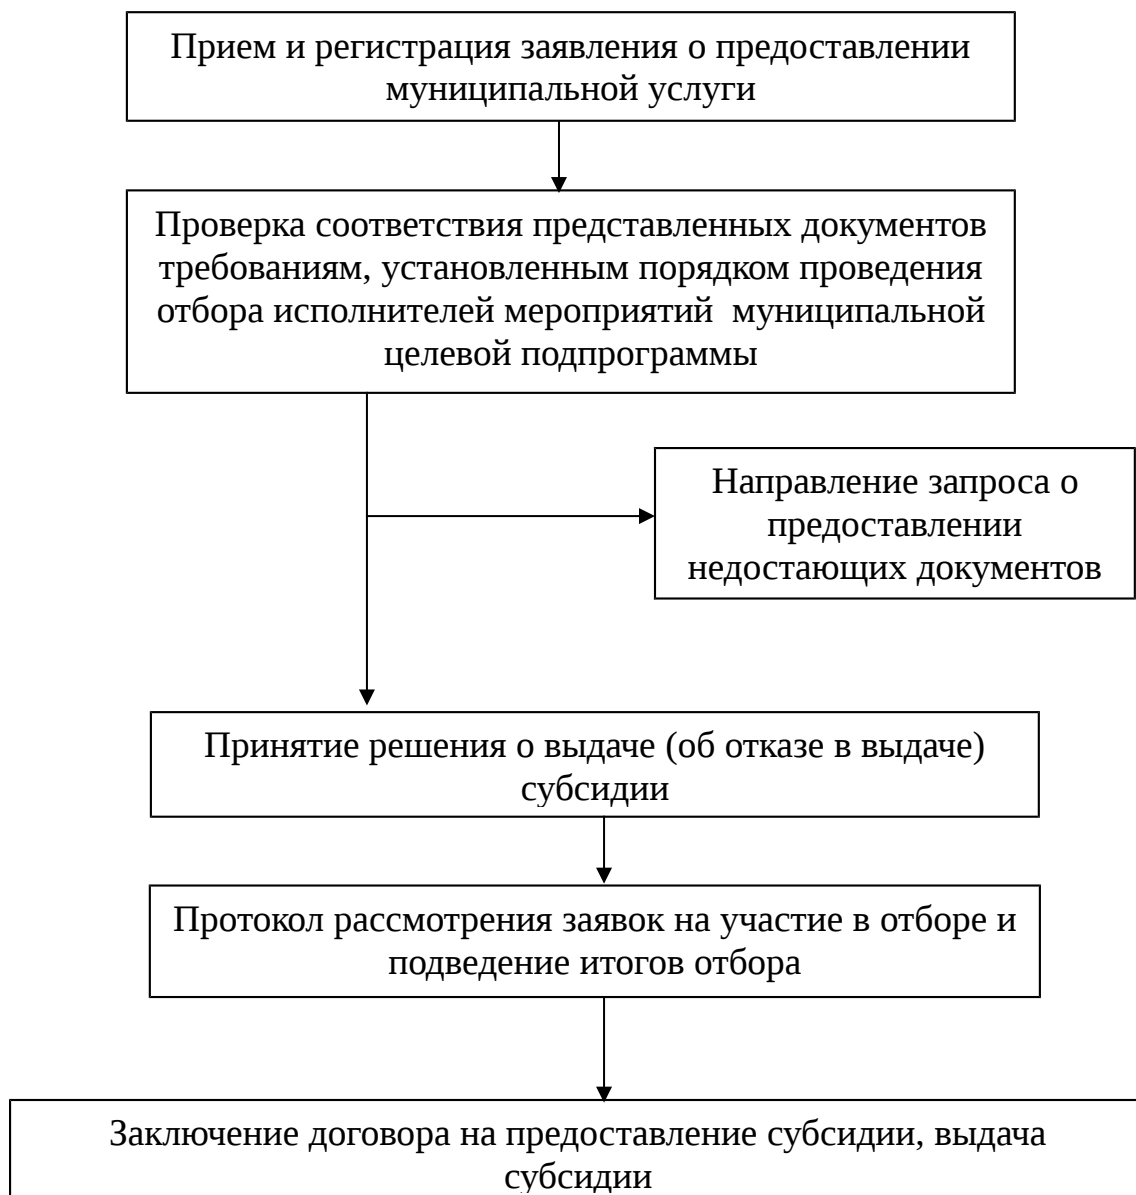 Прием и регистрация заявления о предоставлении
муниципальной услуги
Проверка соответствия представленных документов
требованиям, установленным порядком проведения
отбора исполнителей мероприятий  муниципальной
целевой подпрограммы
Направление запроса о
предоставлении
недостающих документов
Принятие решения о выдаче (об отказе в выдаче)
субсидии
Протокол рассмотрения заявок на участие в отборе и
подведение итогов отбора
Заключение договора на предоставление субсидии, выдача
субсидии